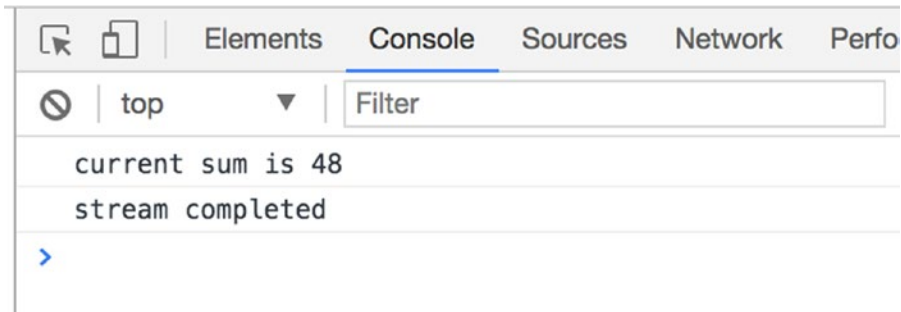 Elements Console Sources Network Perfo
top Filter
current sum is 48
stream completed